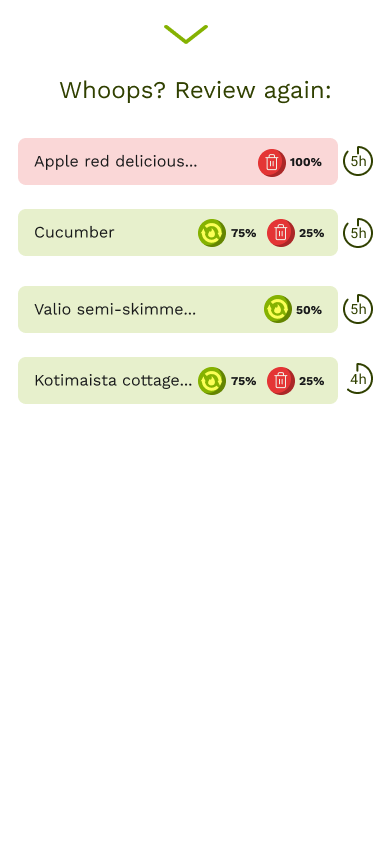 Whoops? Review again:
Apple red delicious... 100% 5h
Cucumber 75% 25% 5h
Valio semi-skimme... 50% 5h
Kotimaista cottage... 75% 25% 4h